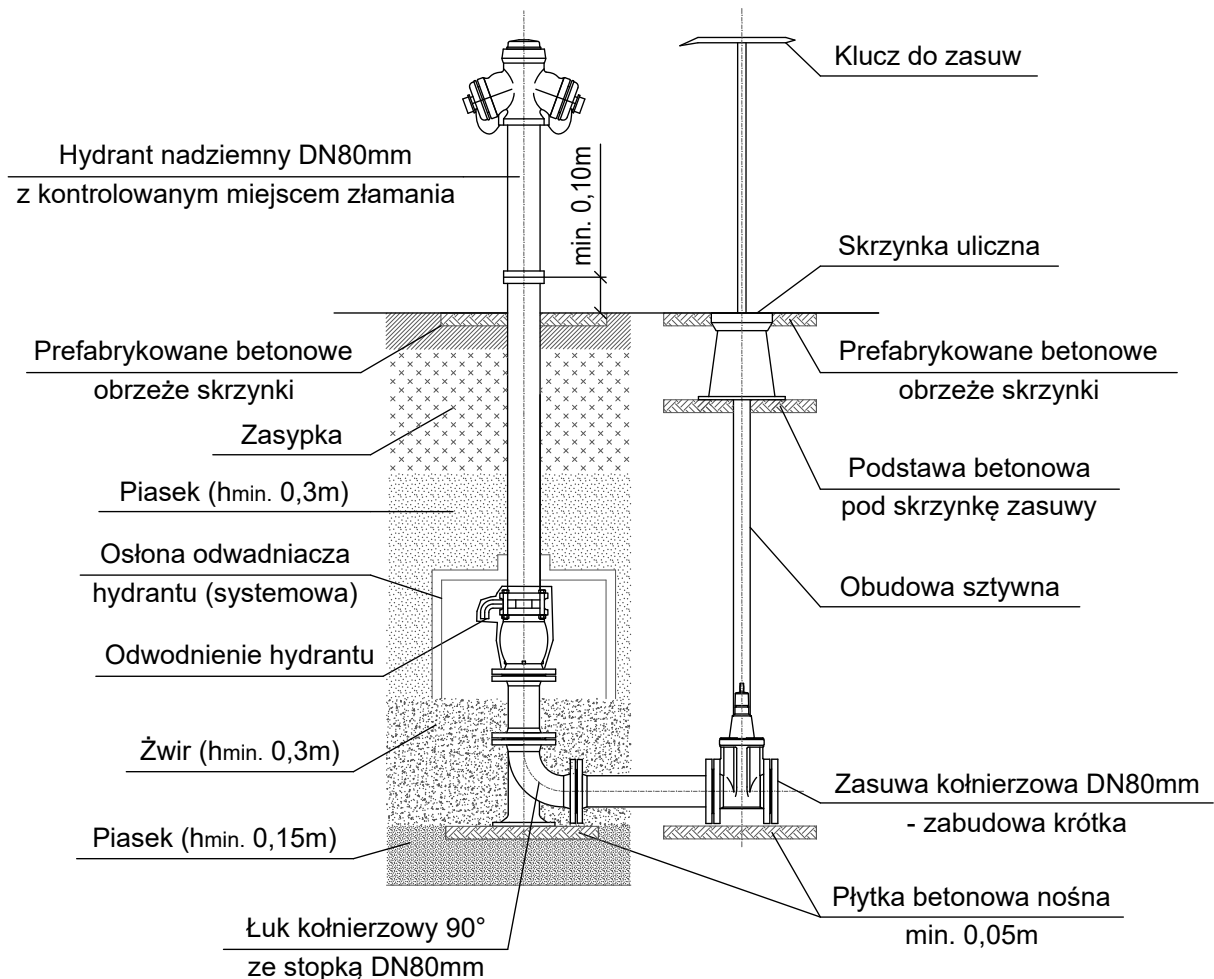 Klucz do zasuw
Hydrant nadziemny DN80mm
z kontrolowanym miejscem złamania
min. 0,10m
Skrzynka uliczna
Prefabrykowane betonowe
obrzeże skrzynki
Prefabrykowane betonowe
obrzeże skrzynki
Zasypka
Podstawa betonowa
pod skrzynkę zasuwy
Piasek (hmin. 0,3m)
Osłona odwadniacza
hydrantu (systemowa)
Obudowa sztywna
Odwodnienie hydrantu
Żwir (hmin. 0,3m)
Zasuwa kołnierzowa DN80mm
- zabudowa krótka
Piasek (hmin. 0,15m)
Płytka betonowa nośna
min. 0,05m
Łuk kołnierzowy 90°
ze stopką DN80mm